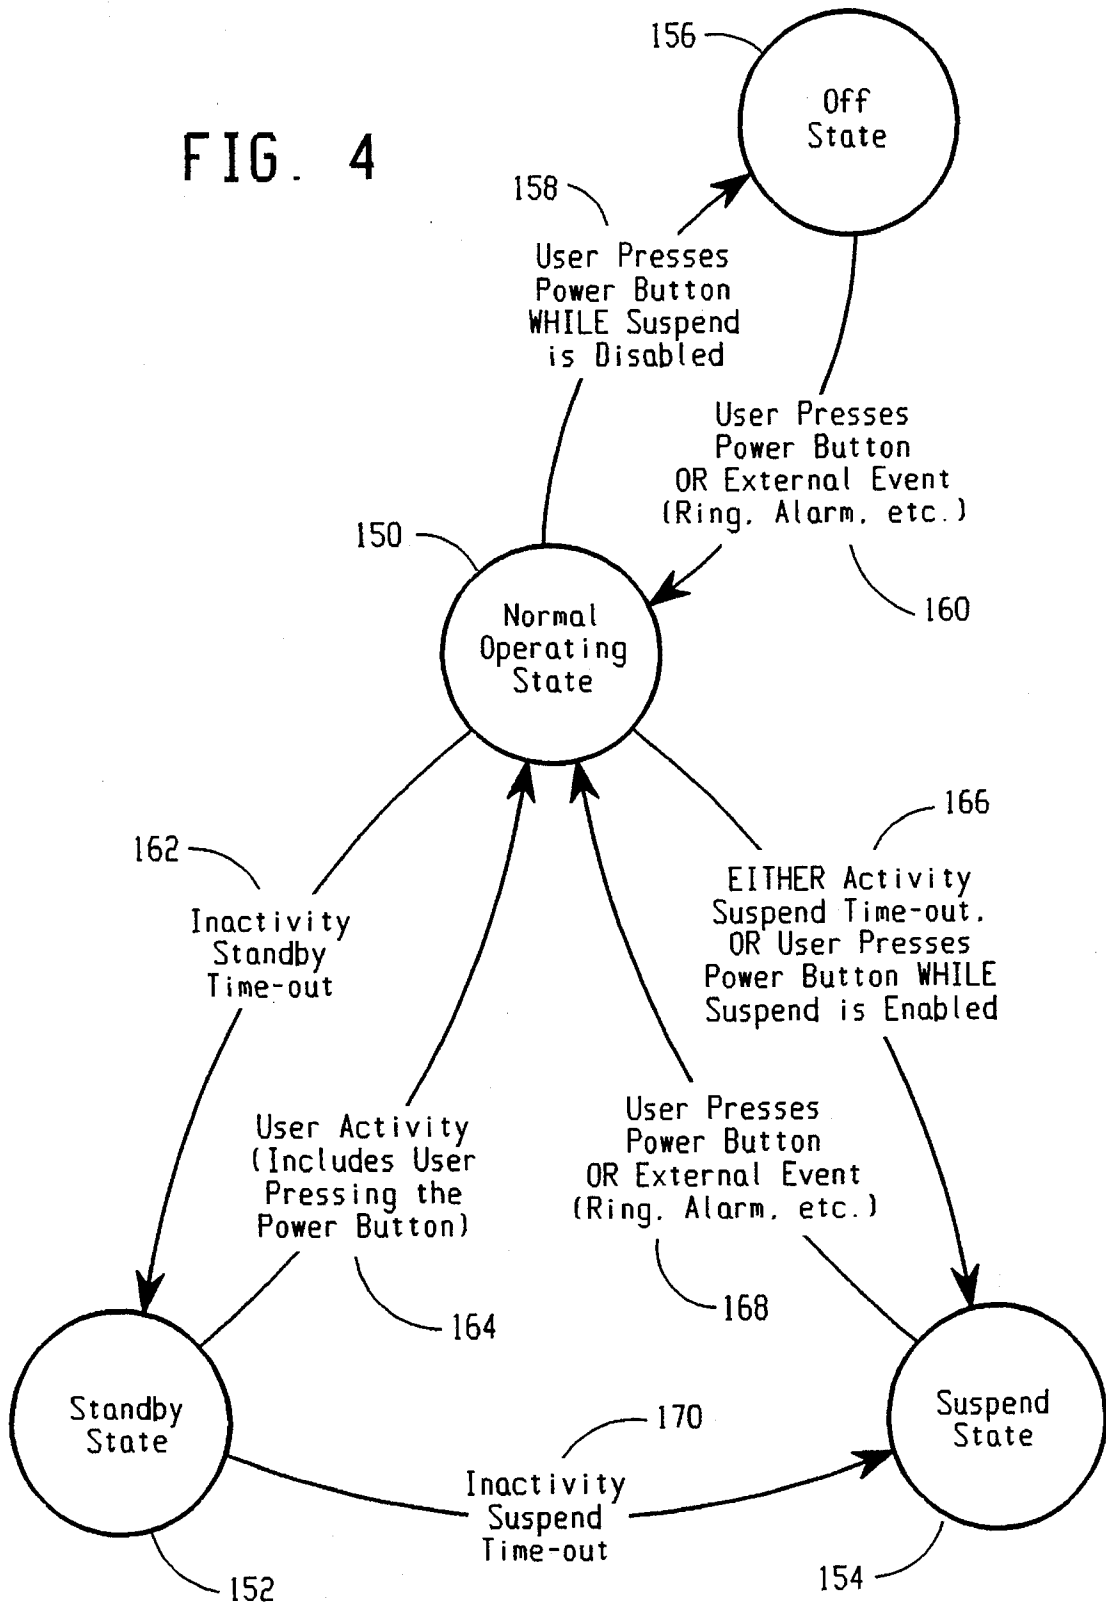 156
Off
State
FIG. 4
158
User Presses
Power Button
WHILE Suspend
is Disabled
User Presses
Power Button
OR External Event
(Ring, Alarm, etc.)
150
160
Normal
Operating
State
166
162
EITHER Activity
Suspend Time-out,
OR User Presses
Power Button WHILE
Suspend is Enabled
Inactivity
Standby
Time-out
User Activity
(Includes User
Pressing the
Power Button)
User Presses
Power Button
OR External Event
(Ring, Alarm, etc.)
164
168
Standby
State
170
Suspend
State
Inactivity
Suspend
Time-out
152
154